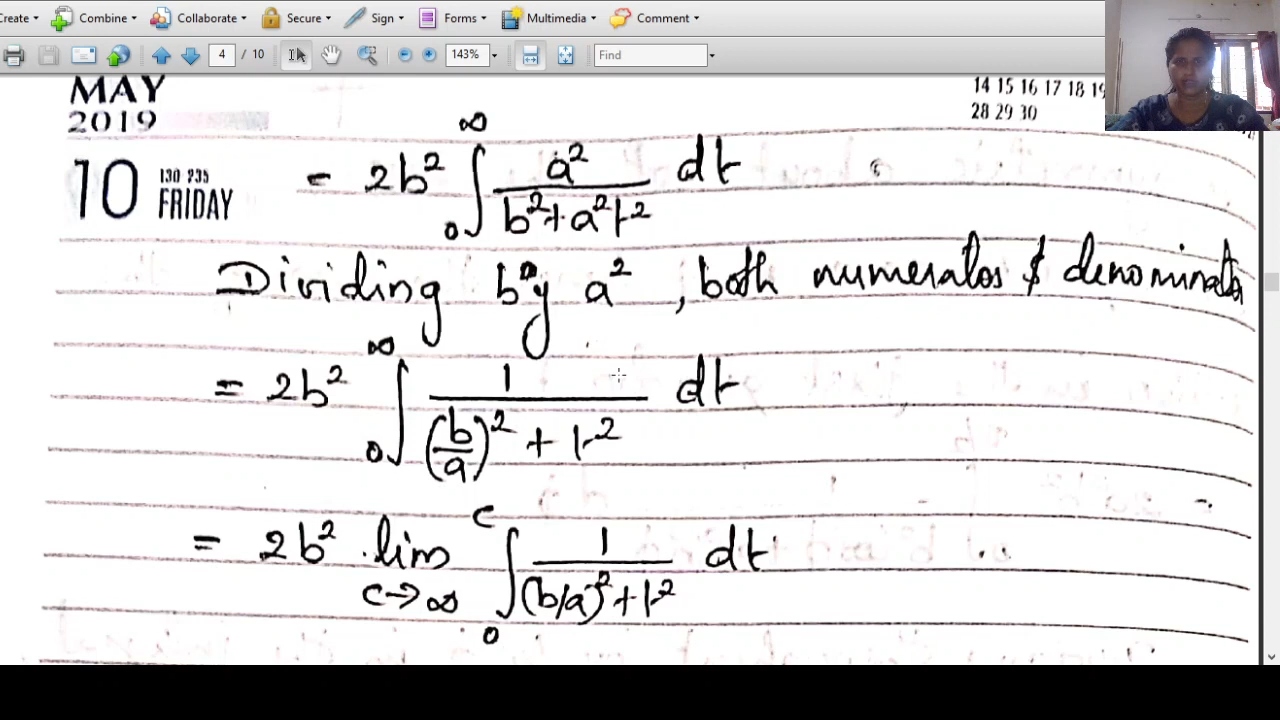 Create Combine Collaborate Secure Sign Forms Multimedia Comment
4 / 10 143% Find
MAY
2019
14 15 16 17 18 19
28 29 30
10 130 235
FRIDAY
= 2b² ∫₀^∞ a²/(b²+a²t²) dt
Dividing by a², both numerator & denominator
= 2b² ∫₀^∞ 1/((b/a)² + t²) dt
= 2b² lim_{c→∞} ∫₀^c 1/((b/a)²+t²) dt